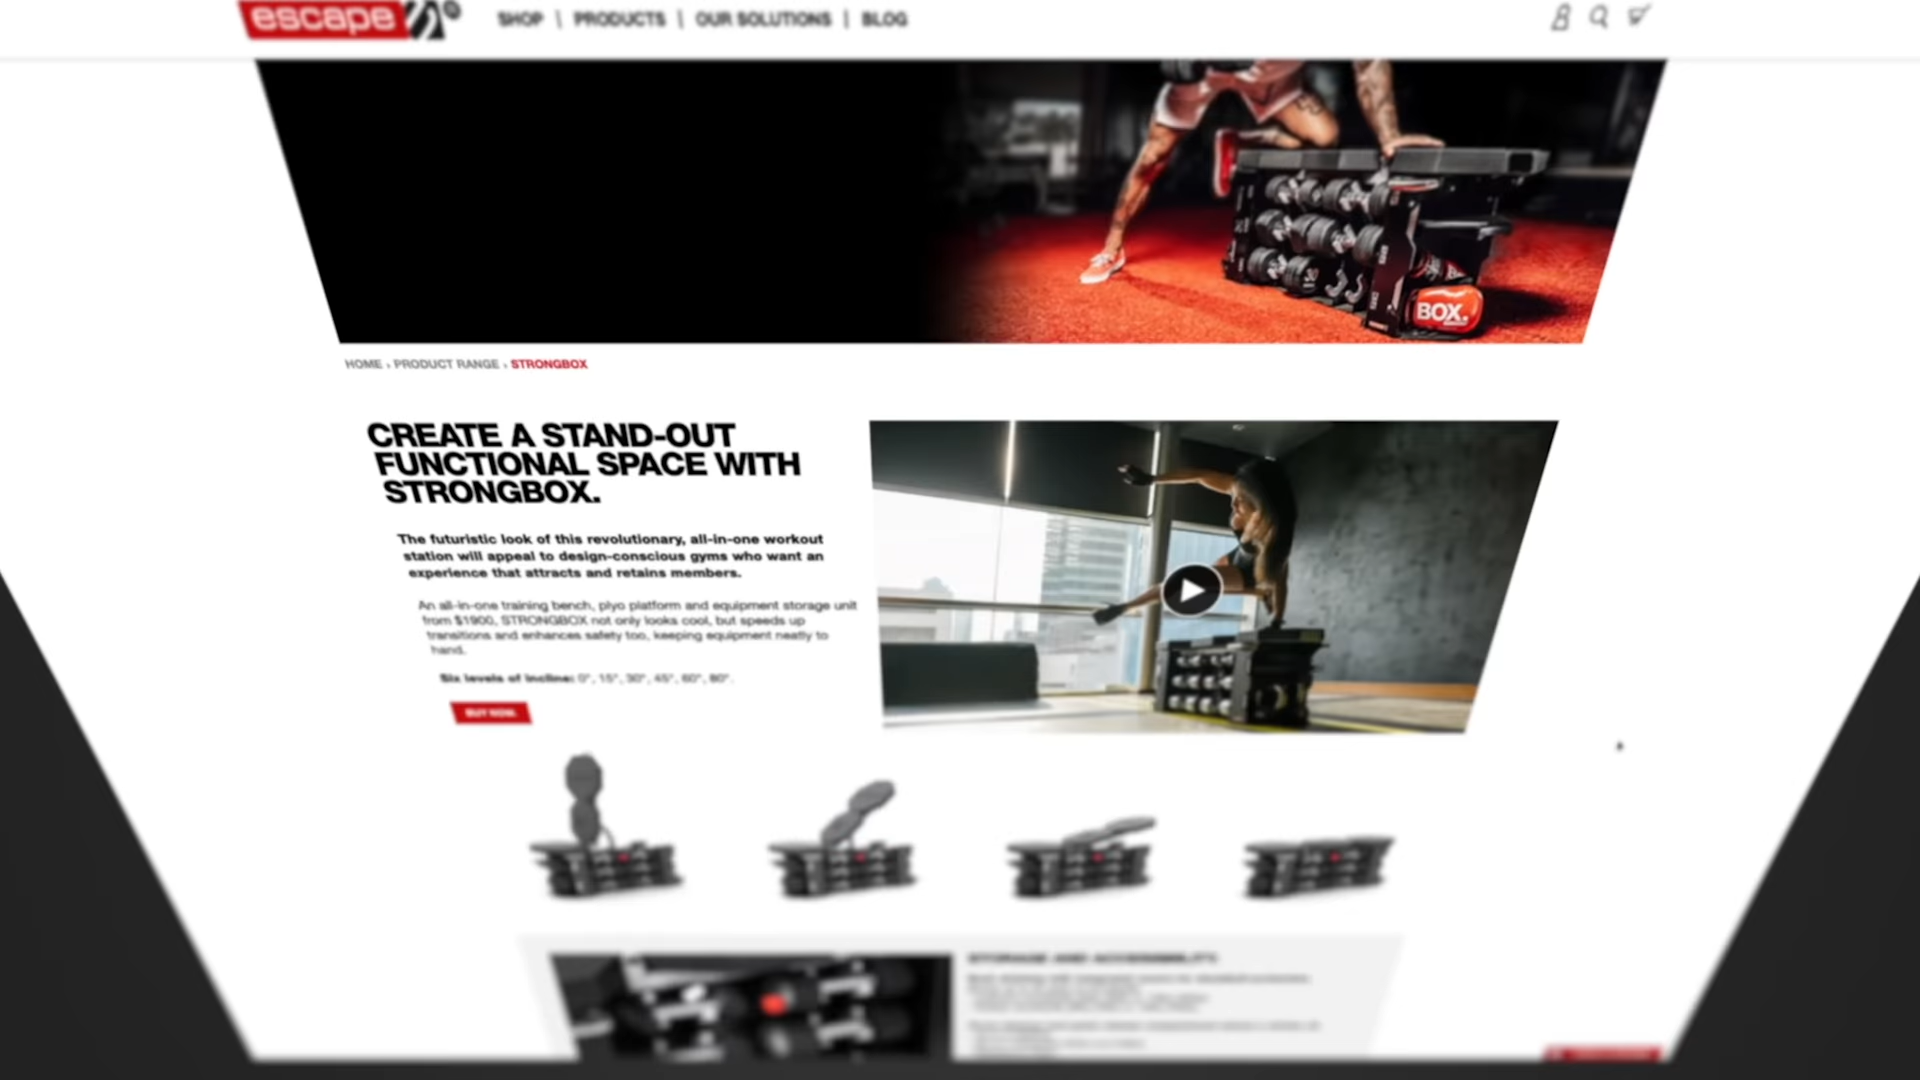 escape
SHOP | PRODUCTS | OUR SOLUTIONS | BLOG
BOX.
HOME › PRODUCT RANGE › STRONGBOX
CREATE A STAND-OUT
FUNCTIONAL SPACE WITH
STRONGBOX.
The futuristic look of this revolutionary, all-in-one workout
station will appeal to design-conscious gyms who want an
experience that attracts and retains members.
An all-in-one training bench, plyo platform and equipment storage unit
from $1900, STRONGBOX not only looks cool, but speeds up
transitions and enhances safety too, keeping equipment neatly to
hand.
Six levels of incline: 0°, 15°, 30°, 45°, 60°, 80°.
BUY NOW.
STORAGE AND ACCESSIBILITY